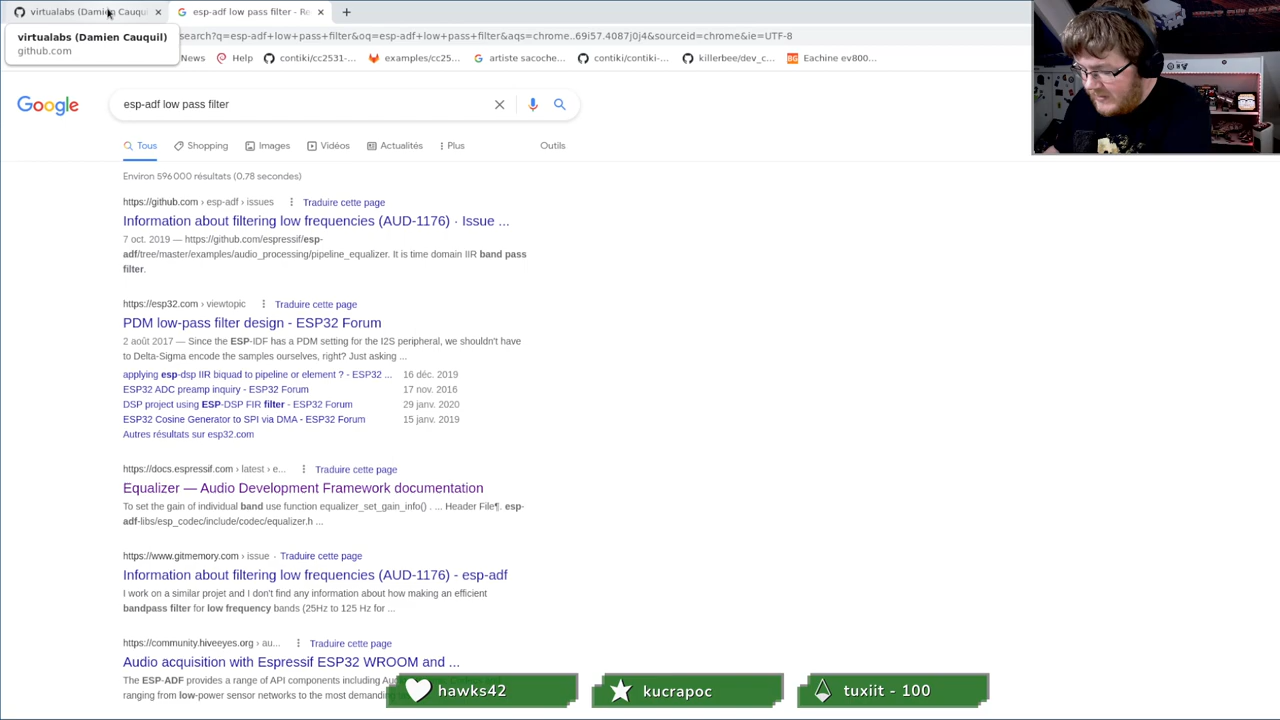 virtualabs (Damien Cauqui
esp-adf low pass filter - Re
virtualabs (Damien Cauquil)
github.com
search?q=esp-adf+low+pass+filter&oq=esp-adf+low+pass+filter&aqs=chrome..69i57.4087j0j4&sourceid=chrome&ie=UTF-8
News
Help
contiki/cc2531-...
examples/cc25...
artiste sacoche...
contiki/contiki-...
killerbee/dev_c...
BG Eachine ev800...
Google
esp-adf low pass filter
Tous
Shopping
Images
Vidéos
Actualités
Plus
Outils
Environ 596 000 résultats (0,78 secondes)
https://github.com › esp-adf › issues
Traduire cette page
Information about filtering low frequencies (AUD-1176) · Issue ...
7 oct. 2019 — https://github.com/espressif/esp-
adf/tree/master/examples/audio_processing/pipeline_equalizer. It is time domain IIR band pass
filter.
https://esp32.com › viewtopic
Traduire cette page
PDM low-pass filter design - ESP32 Forum
2 août 2017 — Since the ESP-IDF has a PDM setting for the I2S peripheral, we shouldn't have
to Delta-Sigma encode the samples ourselves, right? Just asking ...
applying esp-dsp IIR biquad to pipeline or element ? - ESP32 ...
16 déc. 2019
ESP32 ADC preamp inquiry - ESP32 Forum
17 nov. 2016
DSP project using ESP-DSP FIR filter - ESP32 Forum
29 janv. 2020
ESP32 Cosine Generator to SPI via DMA - ESP32 Forum
15 janv. 2019
Autres résultats sur esp32.com
https://docs.espressif.com › latest › e...
Traduire cette page
Equalizer — Audio Development Framework documentation
To set the gain of individual band use function equalizer_set_gain_info() . ... Header File¶. esp-
adf-libs/esp_codec/include/codec/equalizer.h ...
https://www.gitmemory.com › issue
Traduire cette page
Information about filtering low frequencies (AUD-1176) - esp-adf
I work on a similar projet and I don't find any information about how making an efficient
bandpass filter for low frequency bands (25Hz to 125 Hz for ...
https://community.hiveeyes.org › au...
Traduire cette page
Audio acquisition with Espressif ESP32 WROOM and ...
The ESP-ADF provides a range of API components including
ranging from low-power sensor networks to the most demanding
hawks42
kucrapoc
tuxiit - 100